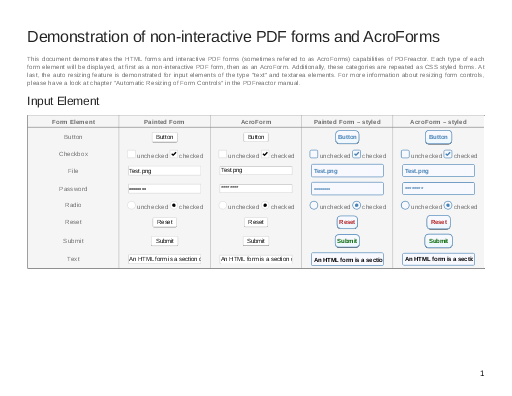 Demonstration of non-interactive PDF forms and AcroForms
This document demonstrates the HTML forms and interactive PDF forms (sometimes refered to as AcroForms) capabilities of PDFreactor. Each type of each
form element will be displayed, at first as a non-interactive PDF form, then as an AcroForm. Additionally, these categories are repeated as CSS styled forms. At
last, the auto resizing feature is demonstrated for input elements of the type "text" and textarea elements. For more information about resizing form controls,
please have a look at chapter "Automatic Resizing of Form Controls" in the PDFreactor manual.
Input Element
Form Element Painted Form AcroForm Painted Form – styled AcroForm – styled
Button Button Button Button Button
Checkbox unchecked checked unchecked checked unchecked checked unchecked checked
File Test.png Test.png Test.png Test.png
Password •••••••• ******** •••••••• ********
Radio unchecked checked unchecked checked unchecked checked unchecked checked
Reset Reset Reset Reset Reset
Submit Submit Submit Submit Submit
Text An HTML form is a section o An HTML form is a section An HTML form is a sectio An HTML form is a sectio
1